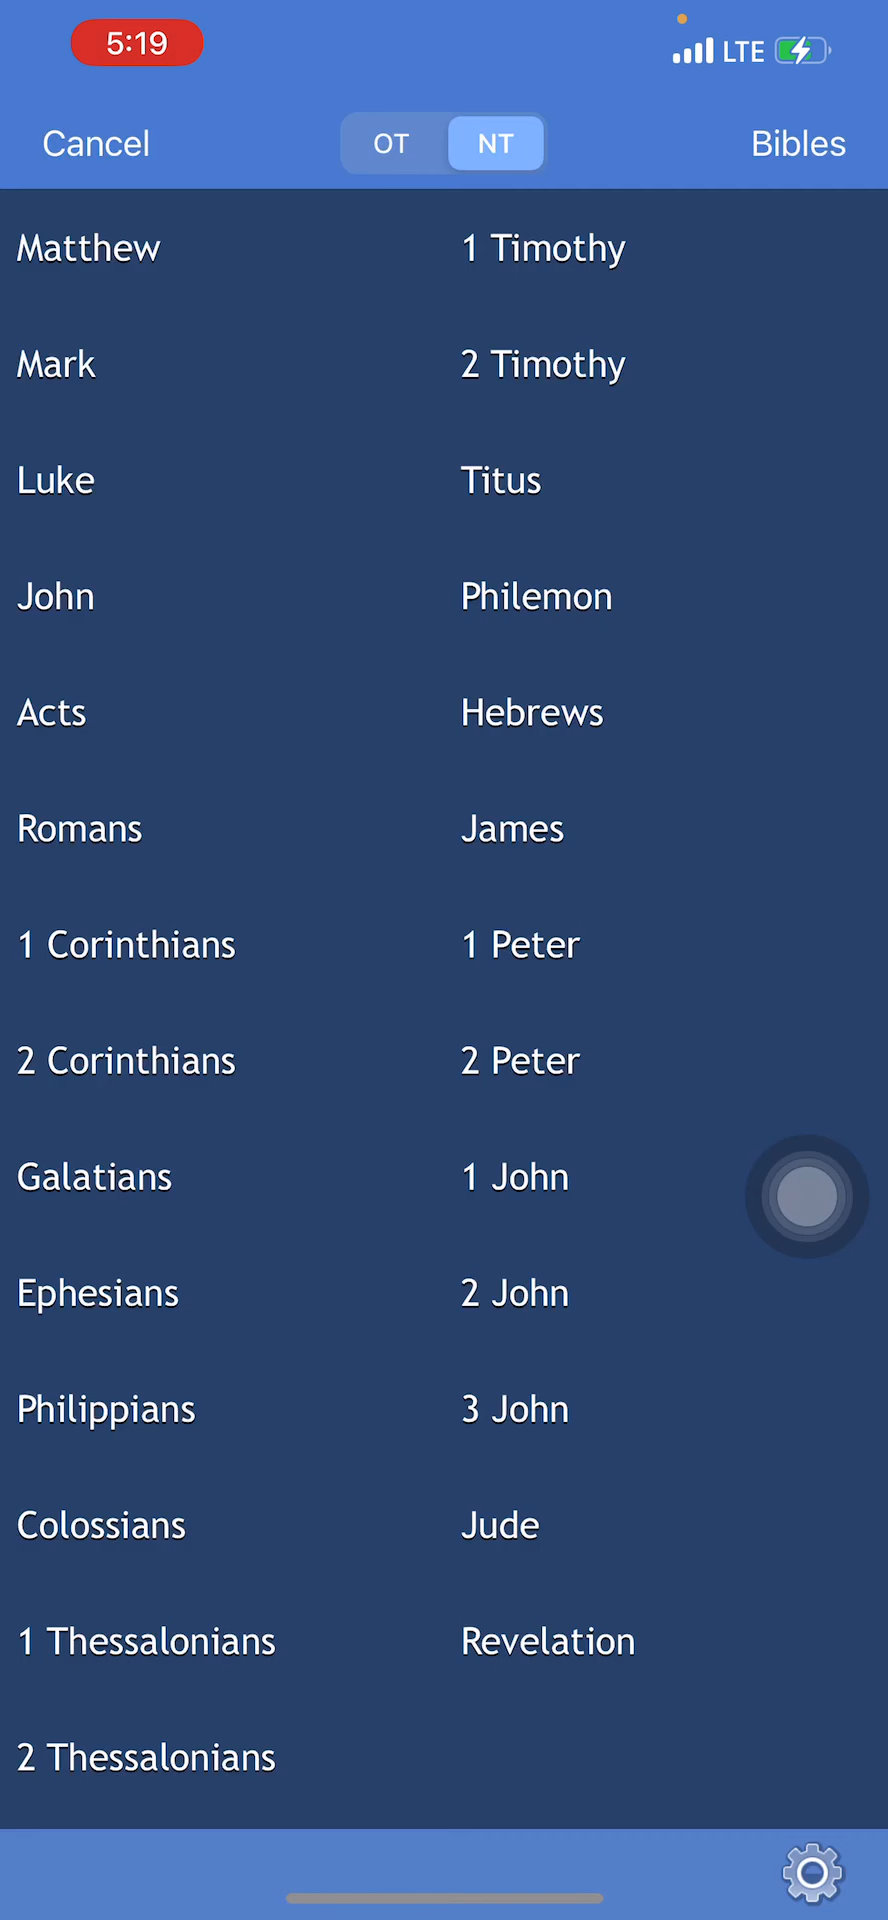 5:19
LTE
Cancel
OT
NT
Bibles
Matthew
Mark
Luke
John
Acts
Romans
1 Corinthians
2 Corinthians
Galatians
Ephesians
Philippians
Colossians
1 Thessalonians
2 Thessalonians
1 Timothy
2 Timothy
Titus
Philemon
Hebrews
James
1 Peter
2 Peter
1 John
2 John
3 John
Jude
Revelation